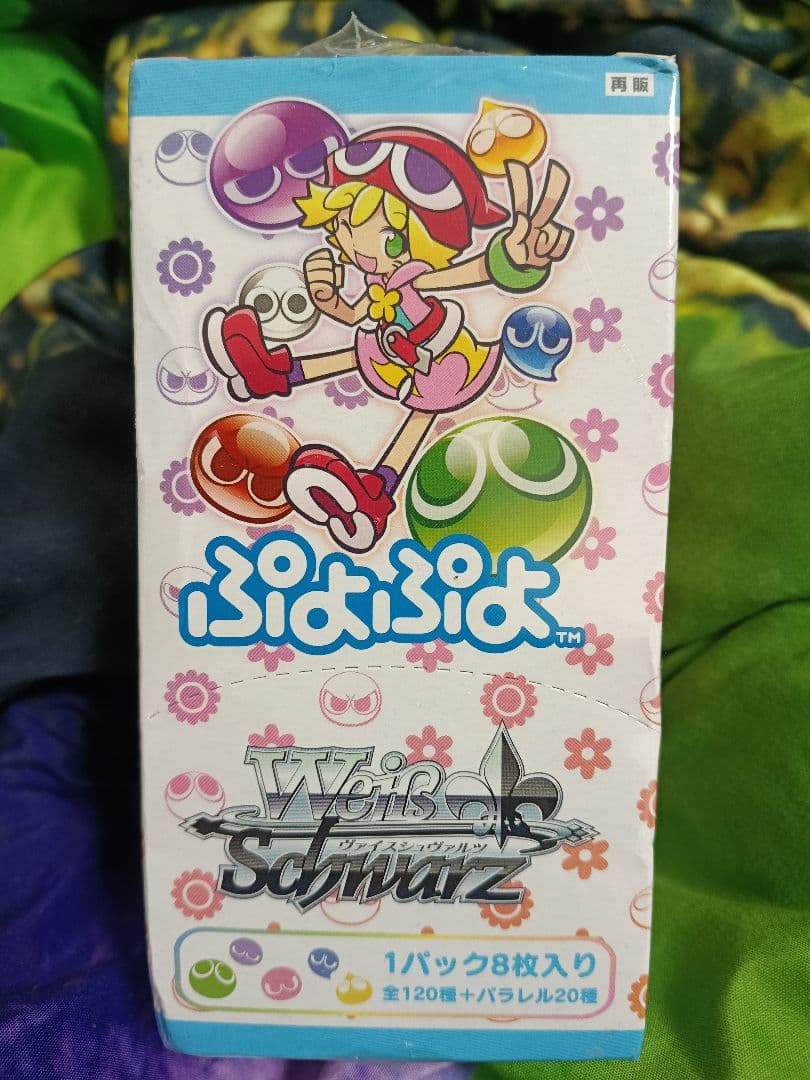 再販
ぷよぷよ™
Weiß
ヴァイスシュヴァルツ
Schwarz
1パック8枚入り
全120種+パラレル20種